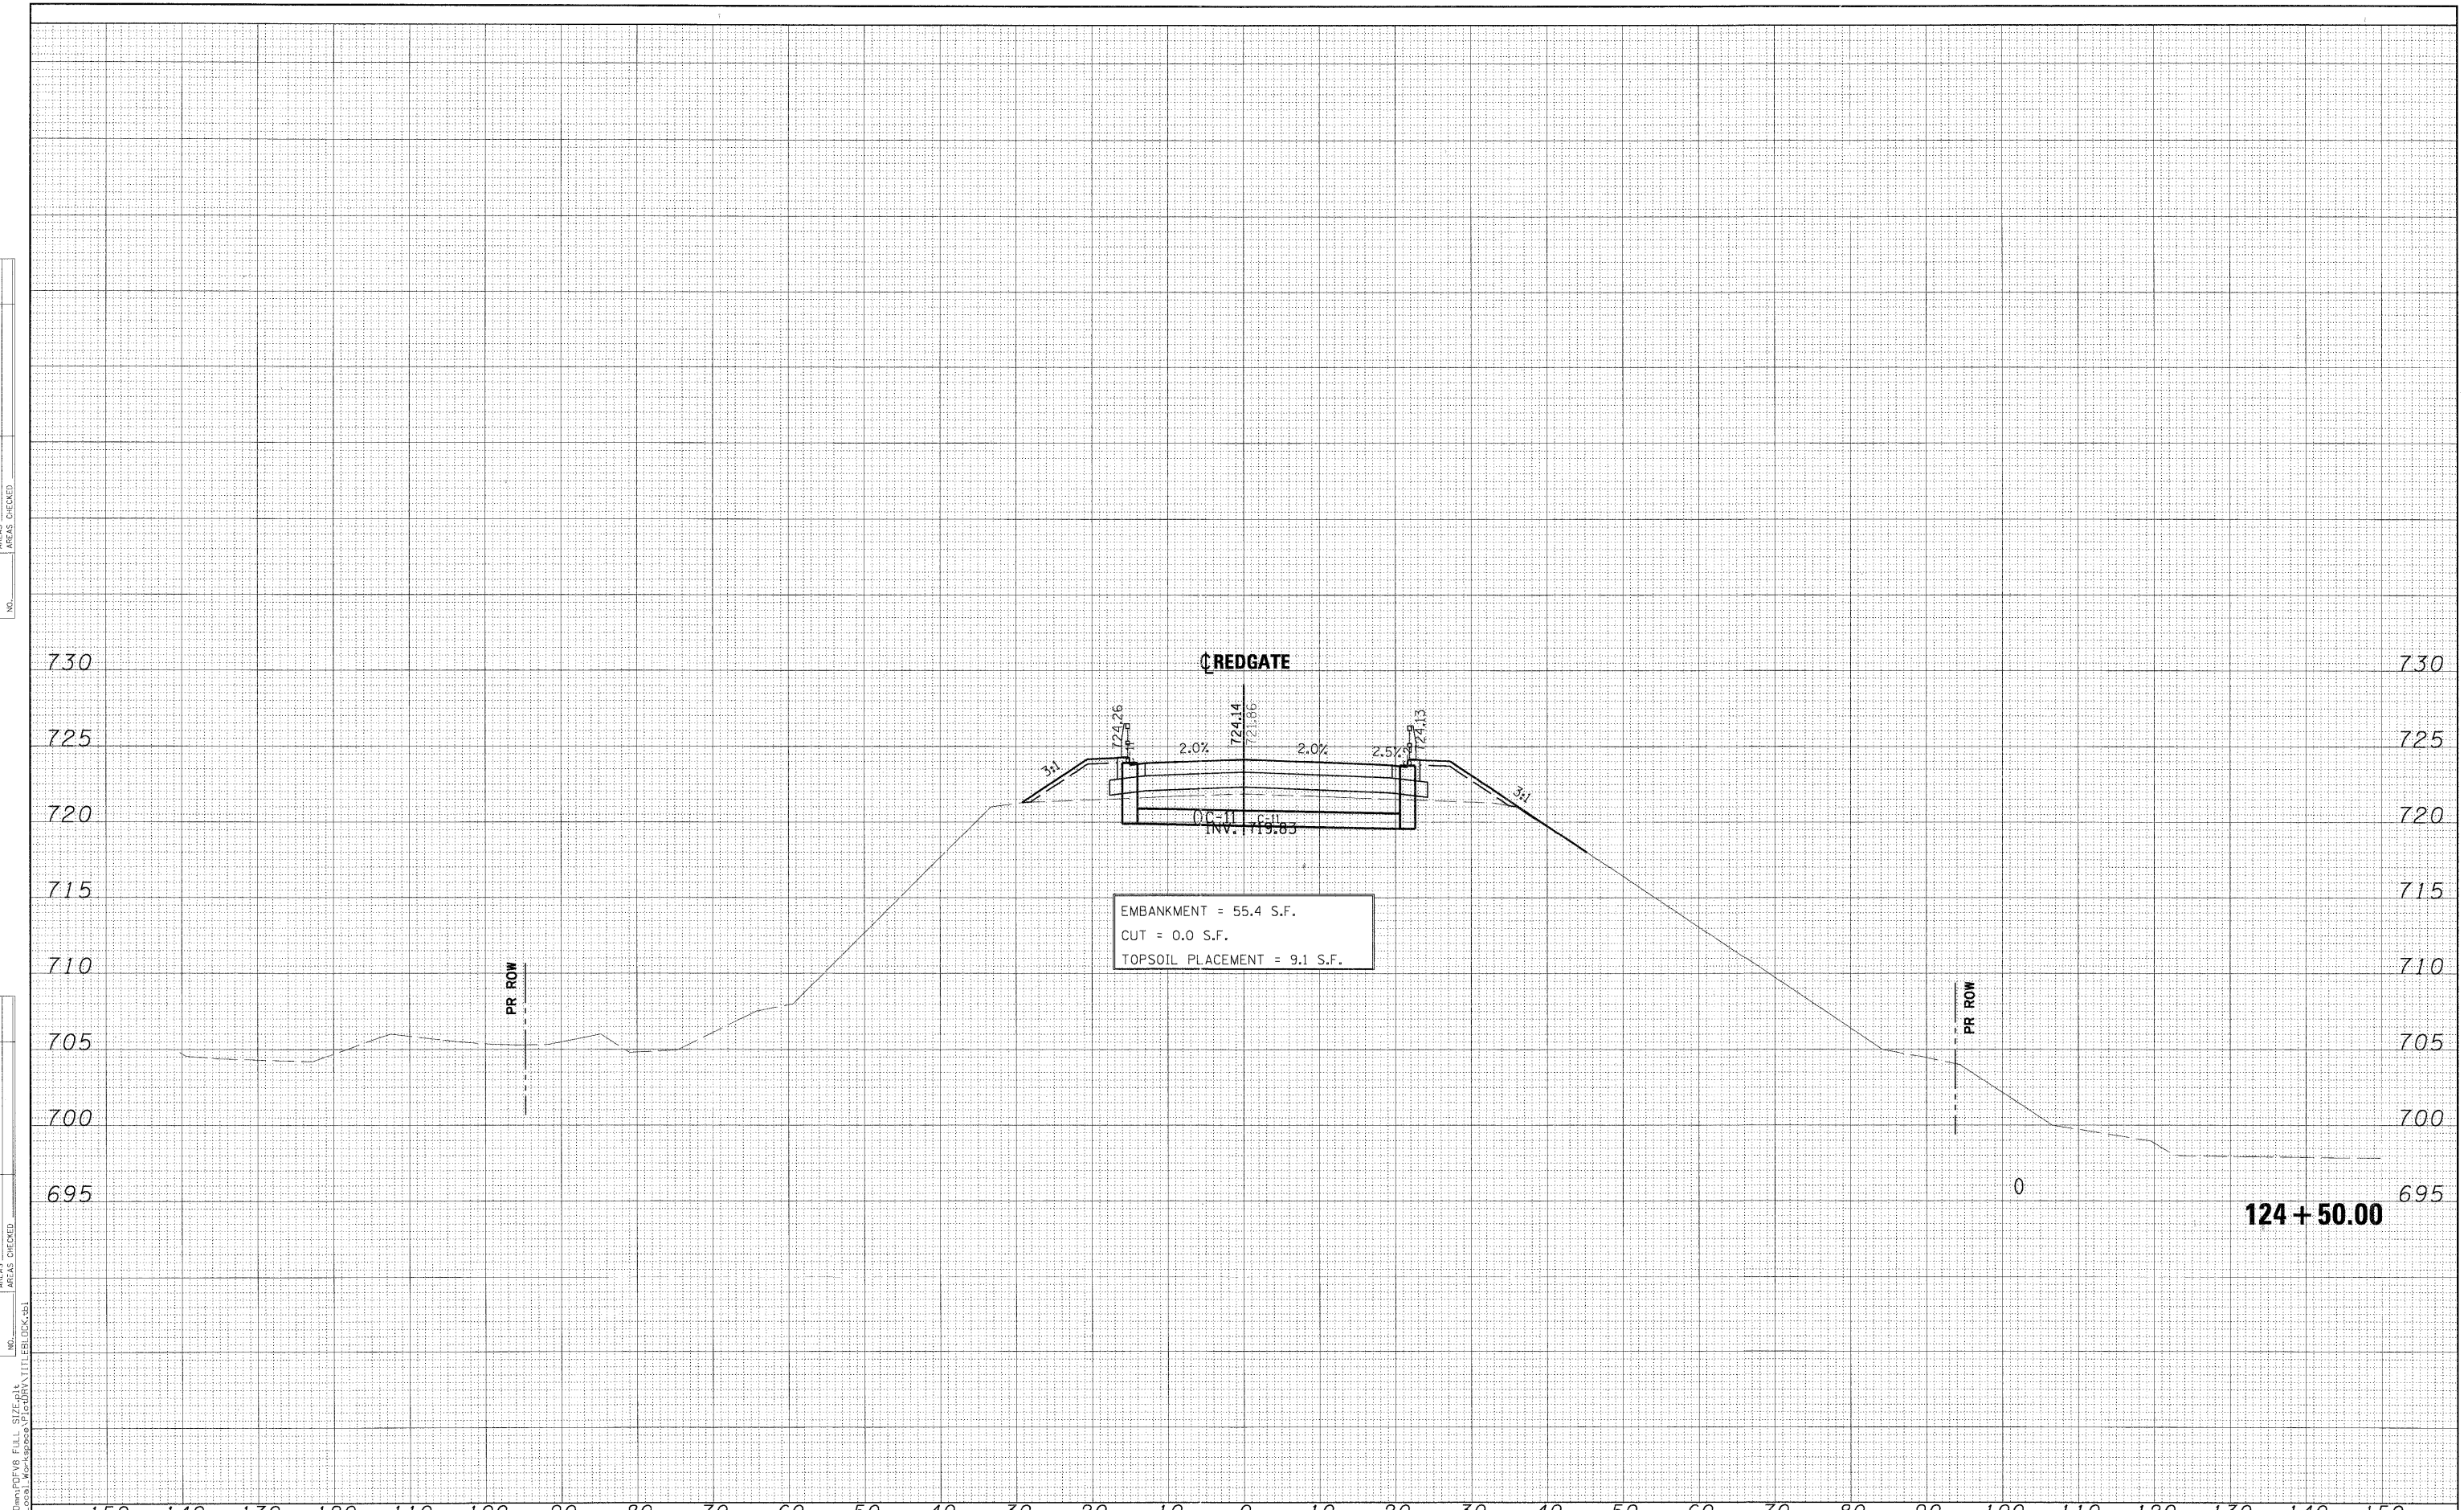 730
730
℄ REDGATE
724.26
724.14
721.86
724.13
725
2.0%
2.0%
2.5%
725
3:1
3:1
720
INV. 719.83
C-11
720
715
715
EMBANKMENT = 55.4 S.F.
CUT = 0.0 S.F.
TOPSOIL PLACEMENT = 9.1 S.F.
710
PR ROW
710
PR ROW
705
705
700
700
695
0
695
124+50.00
AREAS CHECKED
NO.
AREAS CHECKED
NO.